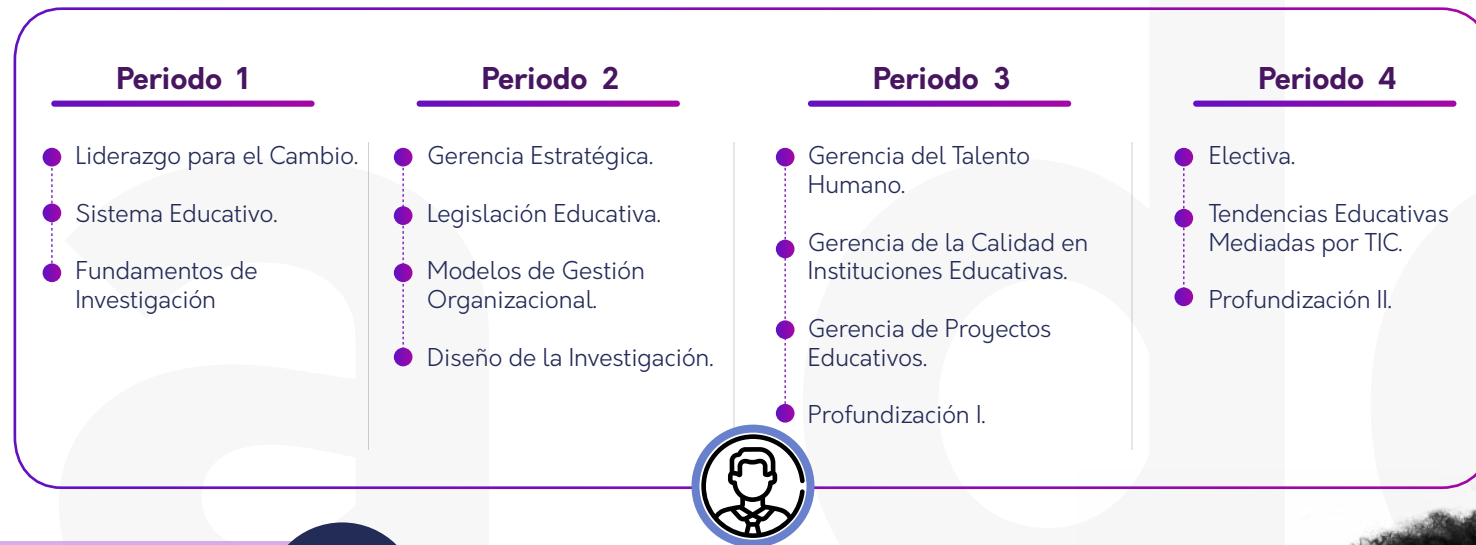 Periodo 1
Liderazgo para el Cambio.
Sistema Educativo.
Fundamentos de
Investigación
Periodo 2
Gerencia Estratégica.
Legislación Educativa.
Modelos de Gestión
Organizacional.
Diseño de la Investigación.
Periodo 3
Gerencia del Talento
Humano.
Gerencia de la Calidad en
Instituciones Educativas.
Gerencia de Proyectos
Educativos.
Profundización I.
Periodo 4
Electiva.
Tendencias Educativas
Mediadas por TIC.
Profundización II.